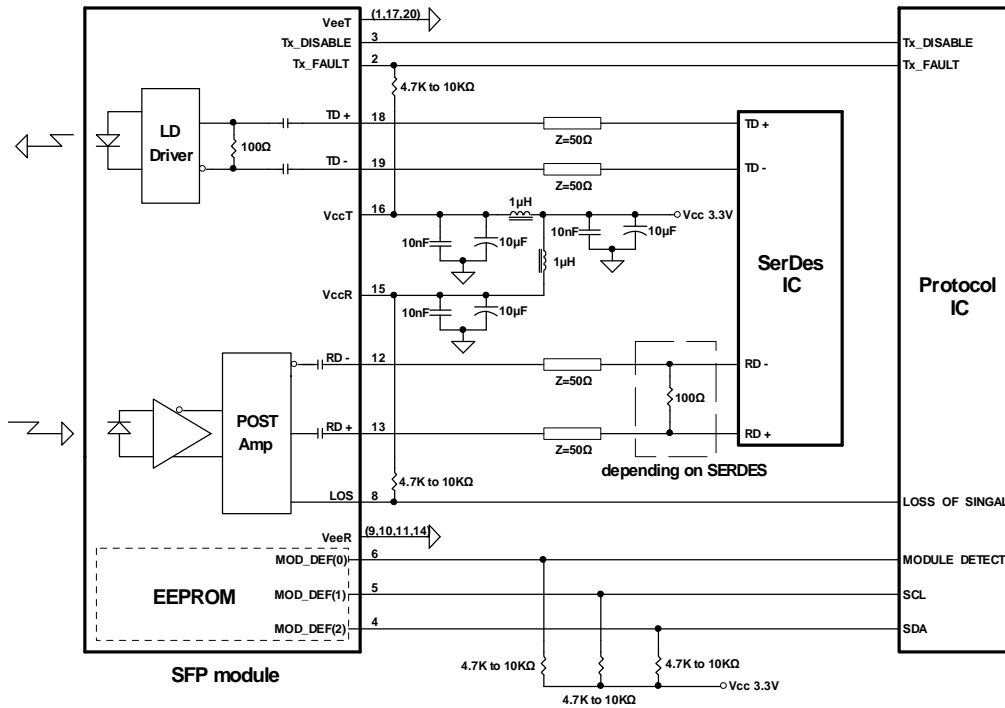 VeeT (1,17,20)
Tx_DISABLE 3 Tx_DISABLE
Tx_FAULT 2 Tx_FAULT
4.7K to 10KΩ
LD
Driver
100Ω
TD + 18 TD +
Z=50Ω
TD - 19 TD -
Z=50Ω
1µH
VccT 16 Vcc 3.3V
10nF 10µF 10nF 10µF
1µH
SerDes
IC
Protocol
IC
VccR 15
10nF 10µF
RD - 12 RD -
Z=50Ω
100Ω
POST
Amp
RD + 13 RD +
Z=50Ω
depending on SERDES
4.7K to 10KΩ
LOS 8 LOSS OF SINGAL
VeeR (9,10,11,14)
MOD_DEF(0) 6 MODULE DETECT
EEPROM
MOD_DEF(1) 5 SCL
MOD_DEF(2) 4 SDA
4.7K to 10KΩ 4.7K to 10KΩ
SFP module
Vcc 3.3V
4.7K to 10KΩ